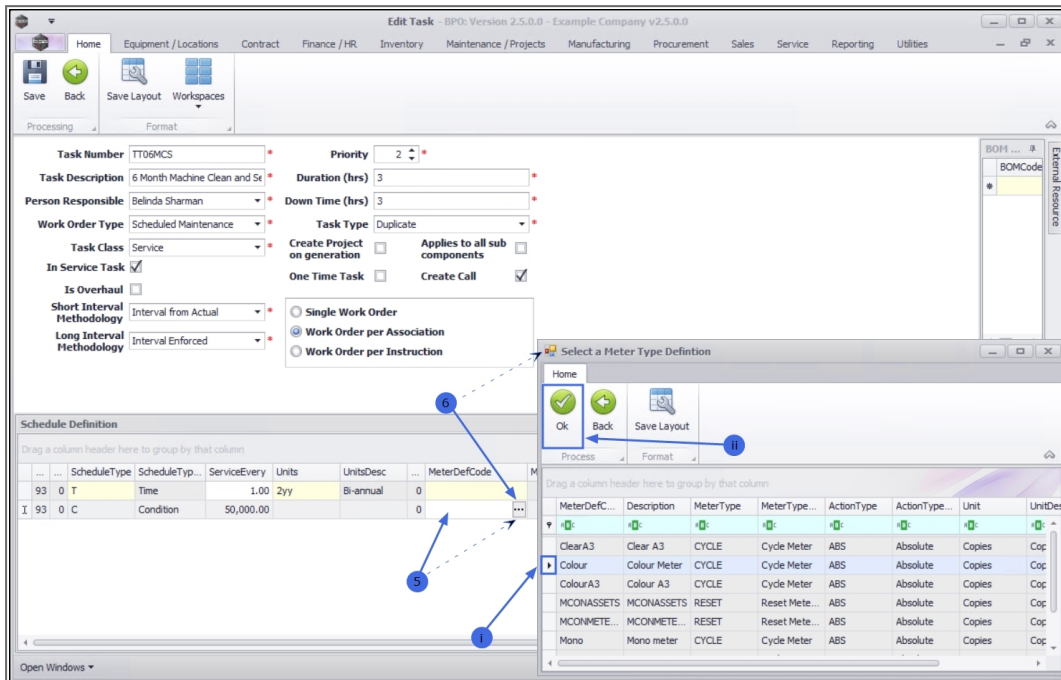 Edit Task - BPO: Version 2.5.0.0 - Example Company v2.5.0.0
Home Equipment / Locations Contract Finance / HR Inventory Maintenance / Projects Manufacturing Procurement Sales Service Reporting Utilities
Save Back Save Layout Workspaces
Processing Format
Task Number TT06MCS *
Task Description 6 Month Machine Clean and Se *
Person Responsible Belinda Sharman *
Work Order Type Scheduled Maintenance *
Task Class Service *
In Service Task
Is Overhaul
Short Interval Methodology Interval from Actual *
Long Interval Methodology Interval Enforced *
Priority 2 *
Duration (hrs) 3 *
Down Time (hrs) 3 *
Task Type Duplicate *
Create Project on generation
Applies to all sub components
One Time Task
Create Call
Single Work Order
Work Order per Association
Work Order per Instruction
BOM ...
BOMCode
External Resource
Schedule Definition
Drag a column header here to group by that column
... ... ScheduleType ScheduleTyp... ServiceEvery Units UnitsDesc ... MeterDefCode M
93 0 T Time 1.00 2yy Bi-annual 0
I 93 0 C Condition 50,000.00 0 ...
6
5
i
ii
Select a Meter Type Defintion
Home
Ok Back Save Layout
Process Format
Drag a column header here to group by that column
MeterDefC... Description MeterType MeterType... ActionType ActionType... Unit UnitDes
ClearA3 Clear A3 CYCLE Cycle Meter ABS Absolute Copies Cop
Colour Colour Meter CYCLE Cycle Meter ABS Absolute Copies Cop
ColourA3 Colour A3 CYCLE Cycle Meter ABS Absolute Copies Cop
MCONASSETS MCONASSETS RESET Reset Mete... ABS Absolute Copies Cop
MCONMETE... MCONMETE... RESET Reset Mete... ABS Absolute Copies Cop
Mono Mono meter CYCLE Cycle Meter ABS Absolute Copies Cop
Open Windows